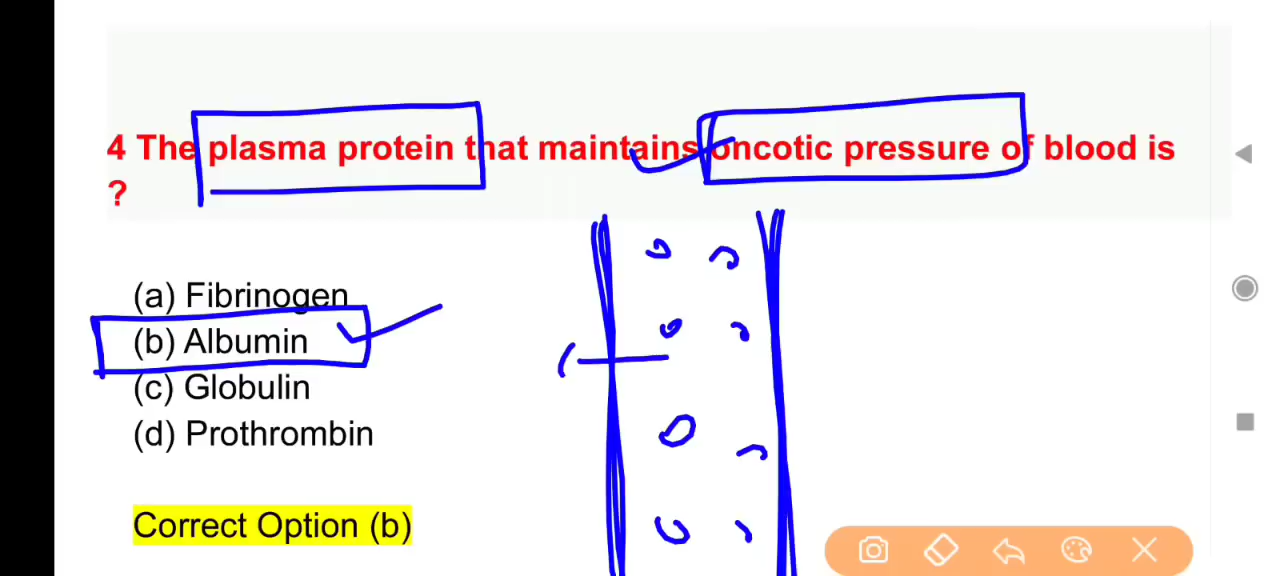 4 The plasma protein that maintains oncotic pressure of blood is
?
(a) Fibrinogen
(b) Albumin
(c) Globulin
(d) Prothrombin
Correct Option (b)